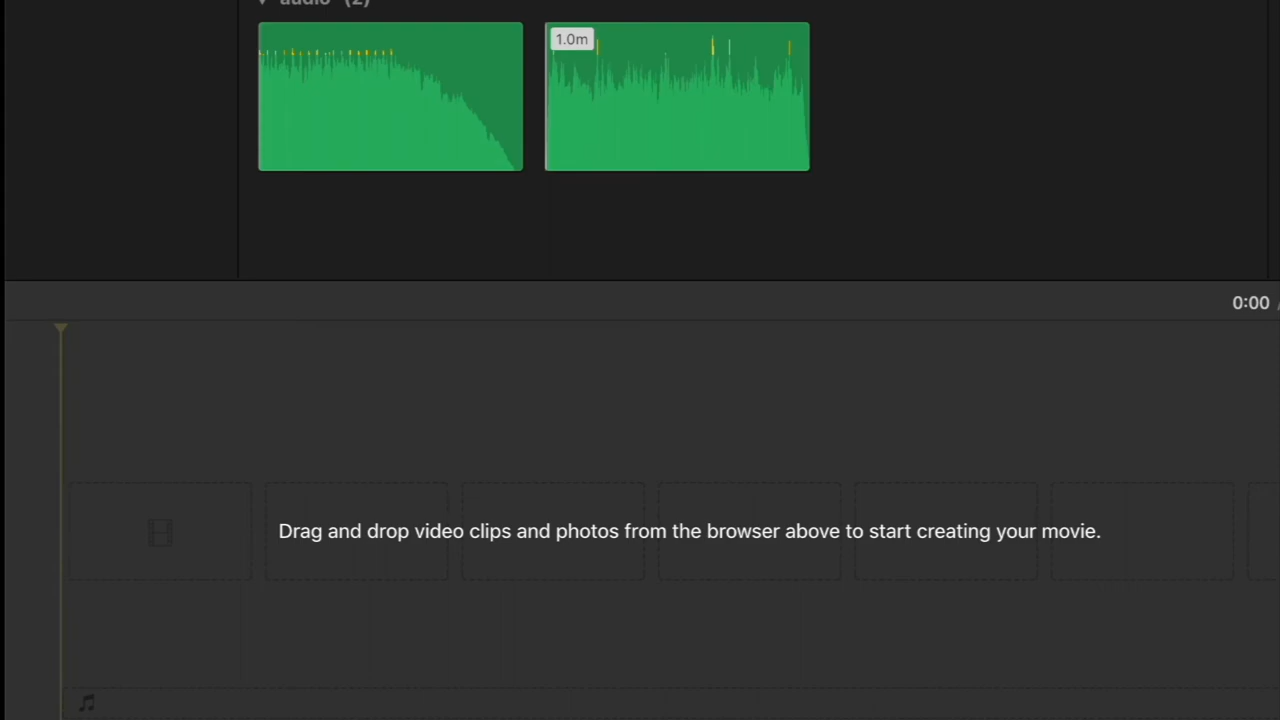 audio (2)
1.0m
0:00
Drag and drop video clips and photos from the browser above to start creating your movie.